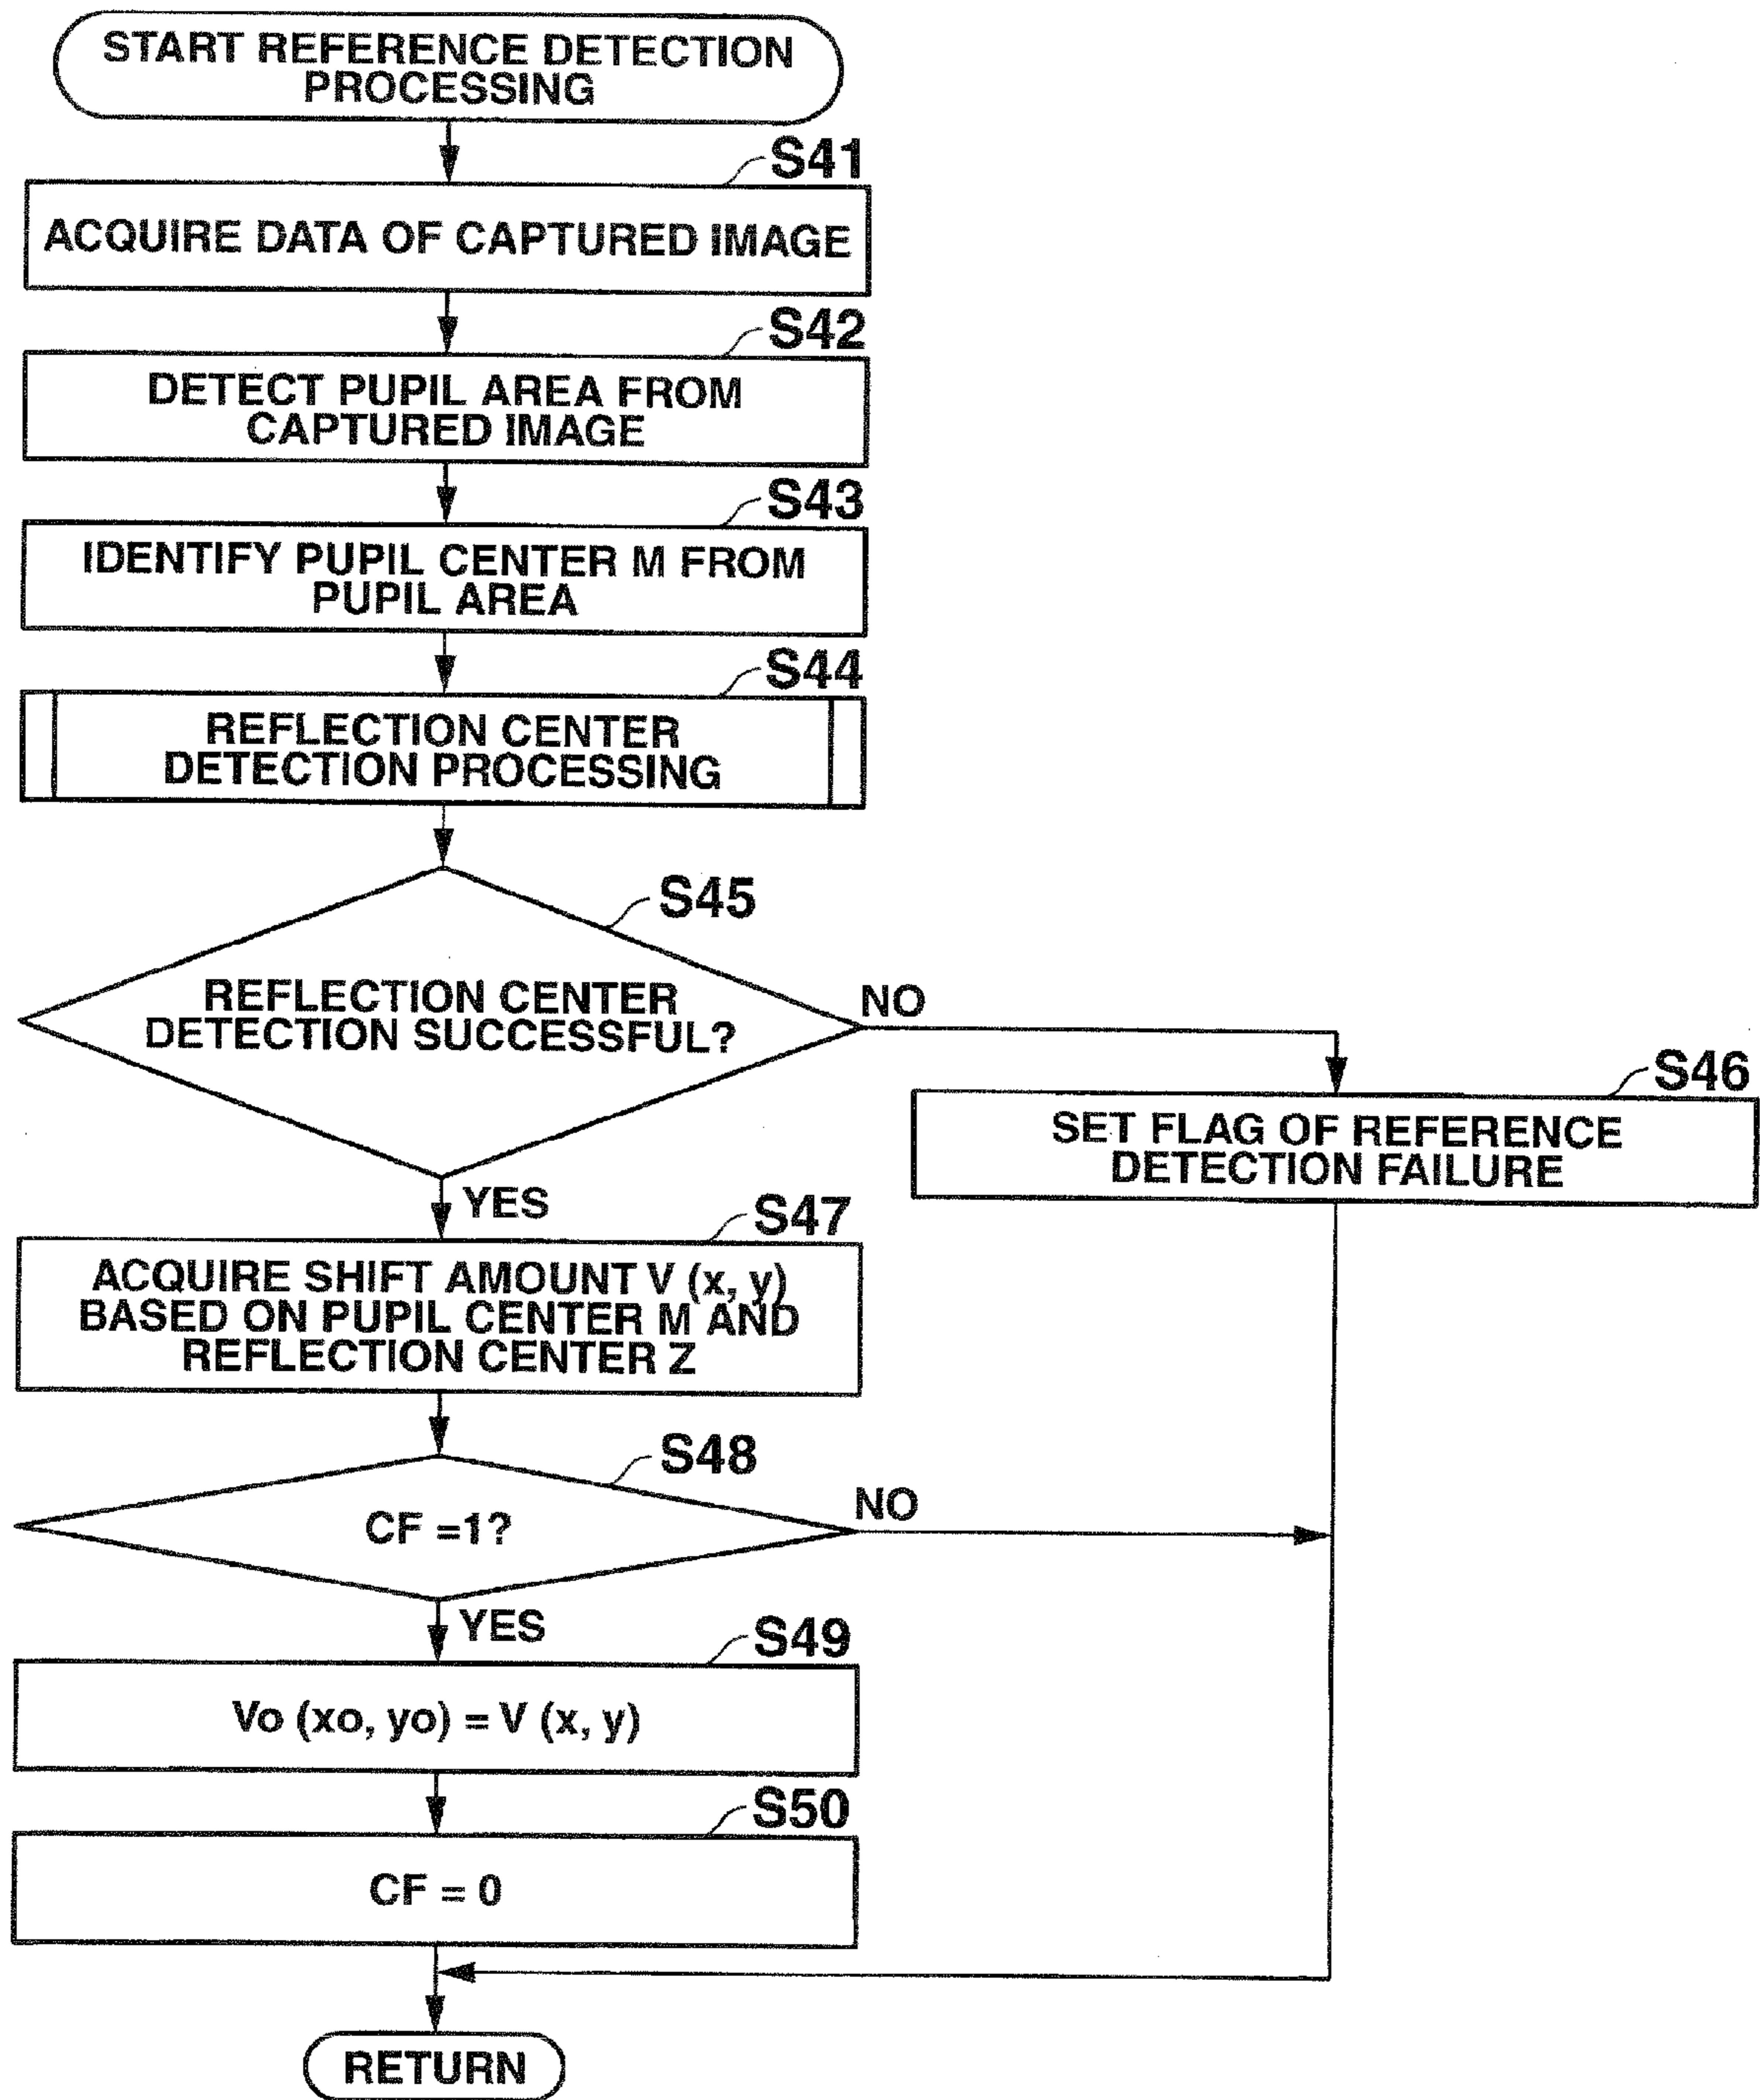 START REFERENCE DETECTION
PROCESSING
S41
ACQUIRE DATA OF CAPTURED IMAGE
S42
DETECT PUPIL AREA FROM
CAPTURED IMAGE
S43
IDENTIFY PUPIL CENTER M FROM
PUPIL AREA
S44
REFLECTION CENTER
DETECTION PROCESSING
S45
REFLECTION CENTER
DETECTION SUCCESSFUL?
NO
S46
SET FLAG OF REFERENCE
DETECTION FAILURE
YES
S47
ACQUIRE SHIFT AMOUNT V (x, y)
BASED ON PUPIL CENTER M AND
REFLECTION CENTER Z
S48
CF =1?
NO
YES
S49
Vo (xo, yo) = V (x, y)
S50
CF = 0
RETURN